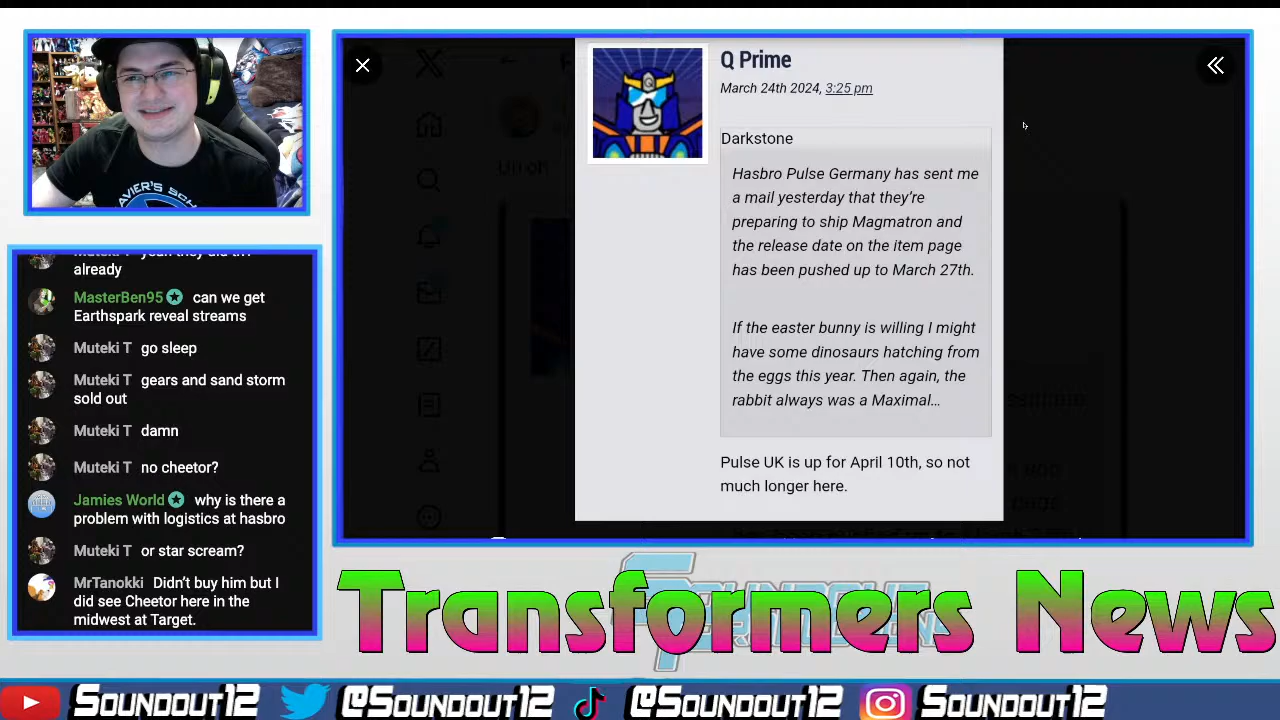 AVIER'S SCH
already
MasterBen95 can we get
Earthspark reveal streams
Muteki T go sleep
Muteki T gears and sand storm
sold out
Muteki T damn
Muteki T no cheetor?
Jamies World why is there a
problem with logistics at hasbro
Muteki T or star scream?
MrTanokki Didn't buy him but I
did see Cheetor here in the
midwest at Target.
Q Prime
March 24th 2024, 3:25 pm
Darkstone
Hasbro Pulse Germany has sent me
a mail yesterday that they're
preparing to ship Magmatron and
the release date on the item page
has been pushed up to March 27th.
If the easter bunny is willing I might
have some dinosaurs hatching from
the eggs this year. Then again, the
rabbit always was a Maximal...
Pulse UK is up for April 10th, so not
much longer here.
Transformers News
Soundout12 @Soundout12 @Soundout12 Soundout12